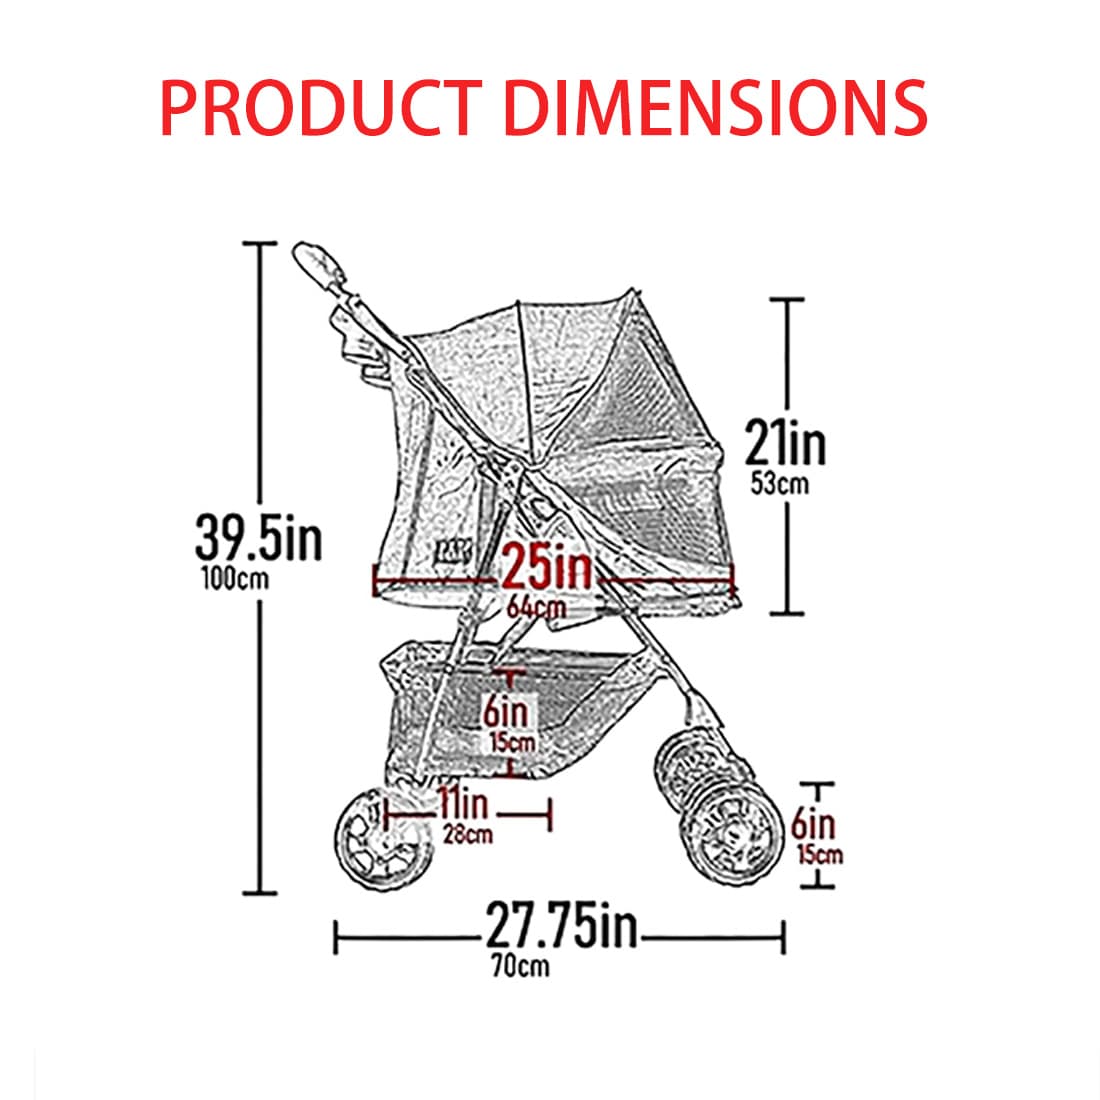 PRODUCT DIMENSIONS
21in
53cm
39.5in
100cm
25in
64cm
6in
15cm
11in
28cm
6in
15cm
27.75in
70cm